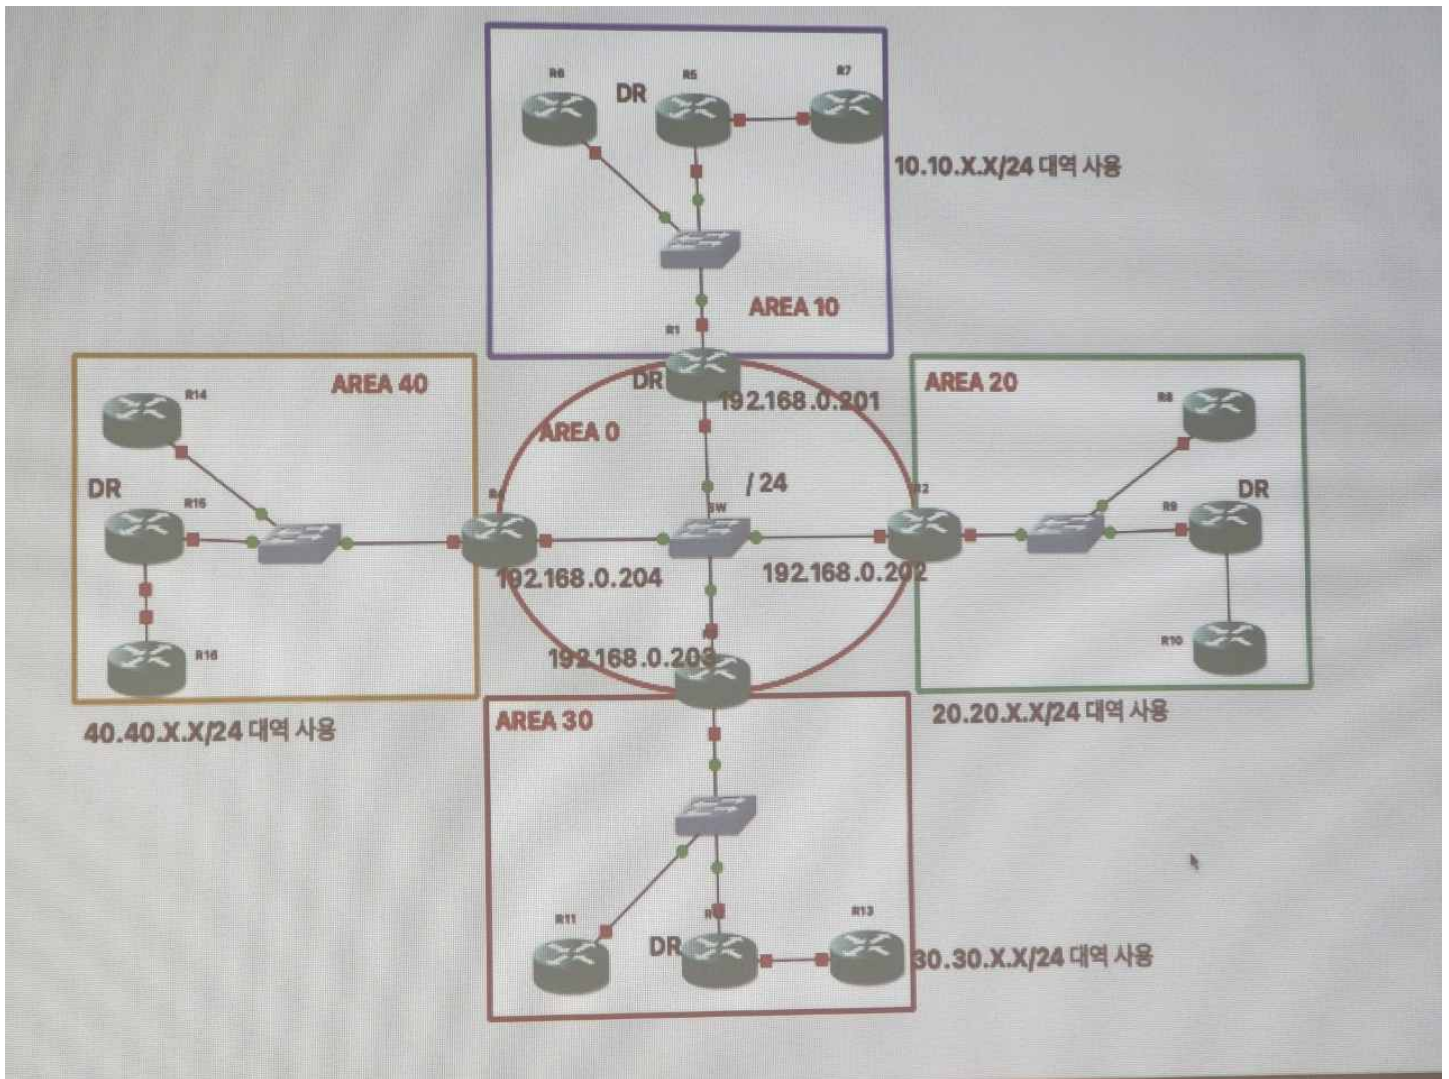 R6
DR
R5
R7
10.10.X.X/24 대역 사용
AREA 10
R1
DR
192.168.0.201
AREA 40
R14
AREA 0
AREA 20
R8
DR
R15
/ 24
SW
R2
R9
DR
192.168.0.204
192.168.0.202
R10
R16
192.168.0.203
40.40.X.X/24 대역 사용
AREA 30
20.20.X.X/24 대역 사용
R11
DR
R13
30.30.X.X/24 대역 사용